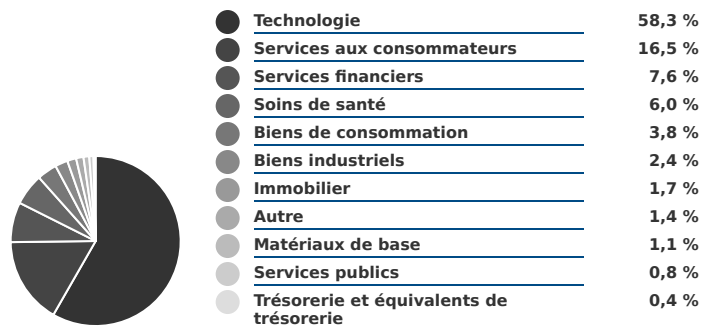 Technologie 58,3 %
Services aux consommateurs 16,5 %
Services financiers 7,6 %
Soins de santé 6,0 %
Biens de consommation 3,8 %
Biens industriels 2,4 %
Immobilier 1,7 %
Autre 1,4 %
Matériaux de base 1,1 %
Services publics 0,8 %
Trésorerie et équivalents de 0,4 %
trésorerie